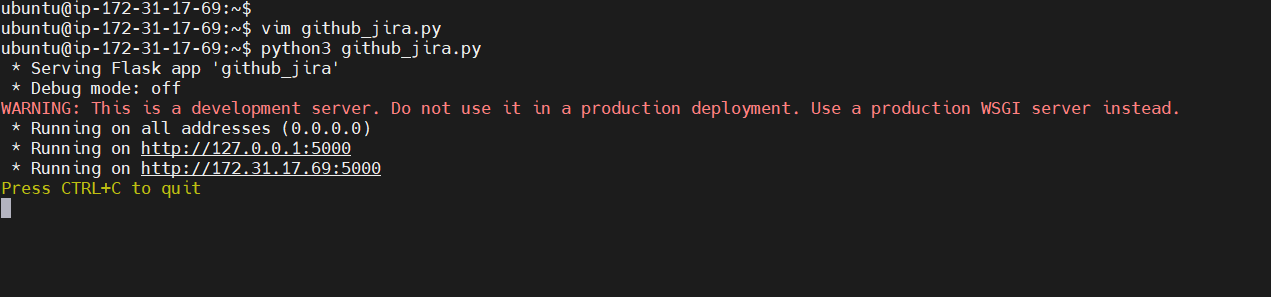 ubuntu@ip-172-31-17-69:~$
ubuntu@ip-172-31-17-69:~$ vim github_jira.py
ubuntu@ip-172-31-17-69:~$ python3 github_jira.py
 * Serving Flask app 'github_jira'
 * Debug mode: off
WARNING: This is a development server. Do not use it in a production deployment. Use a production WSGI server instead.
 * Running on all addresses (0.0.0.0)
 * Running on http://127.0.0.1:5000
 * Running on http://172.31.17.69:5000
Press CTRL+C to quit